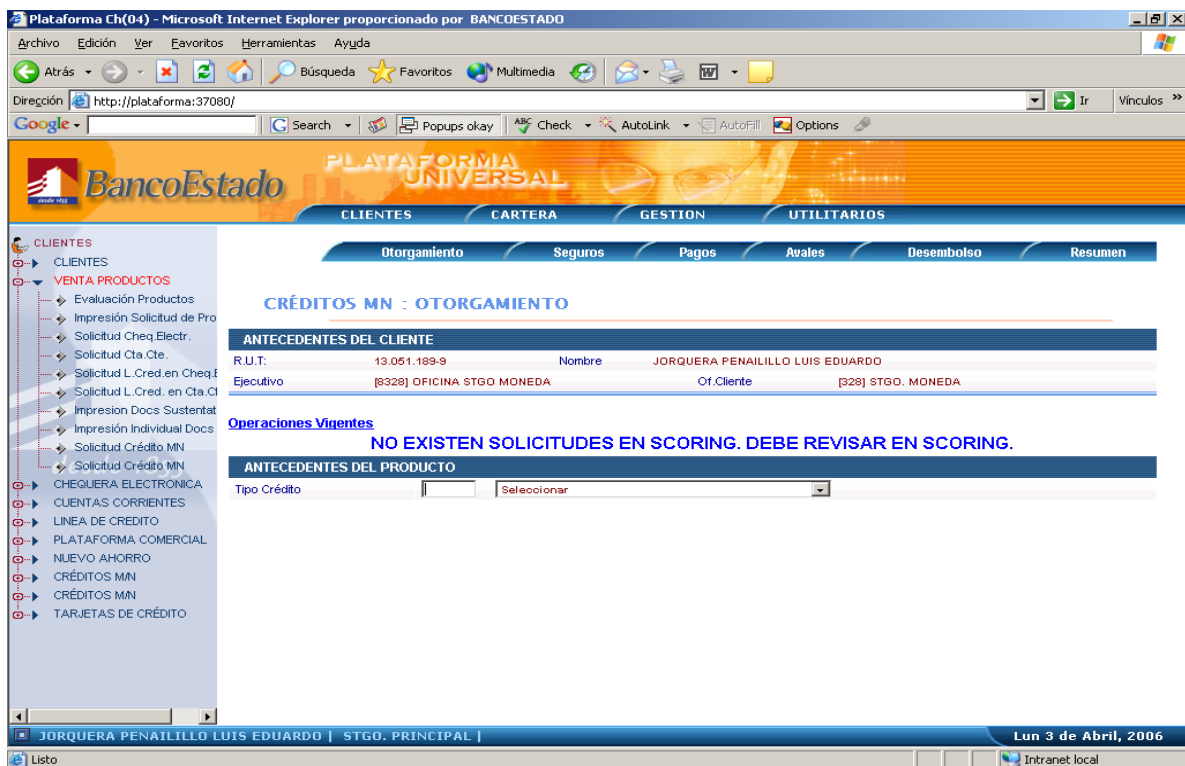 Plataforma Ch(04) - Microsoft Internet Explorer proporcionado por BANCOESTADO
Archivo Edición Ver Favoritos Herramientas Ayuda
Atrás Búsqueda Favoritos Multimedia
Dirección http://plataforma:37080/ Ir Vínculos »
Google Search Popups okay ABC Check AutoLink AutoFill Options
desde 1855 BancoEstado PLATAFORMA UNIVERSAL
CLIENTES CARTERA GESTION UTILITARIOS
Otorgamiento Seguros Pagos Avales Desembolso Resumen
CLIENTES
CLIENTES
VENTA PRODUCTOS
Evaluación Productos
Impresión Solicitud de Pro
Solicitud Cheq.Electr.
Solicitud Cta.Cte.
Solicitud L.Cred.en Cheq.E
Solicitud L.Cred. en Cta.Ct
Impresion Docs Sustentat
Impresión Individual Docs
Solicitud Crédito MN
Solicitud Crédito MN
CHEQUERA ELECTRONICA
CUENTAS CORRIENTES
LINEA DE CREDITO
PLATAFORMA COMERCIAL
NUEVO AHORRO
CRÉDITOS M/N
CRÉDITOS M/N
TARJETAS DE CRÉDITO
CRÉDITOS MN : OTORGAMIENTO
ANTECEDENTES DEL CLIENTE
R.U.T: 13.051.189-9 Nombre JORQUERA PENAILILLO LUIS EDUARDO
Ejecutivo [8328] OFICINA STGO MONEDA Of.Cliente [328] STGO. MONEDA
Operaciones Vigentes
NO EXISTEN SOLICITUDES EN SCORING. DEBE REVISAR EN SCORING.
ANTECEDENTES DEL PRODUCTO
Tipo Crédito Seleccionar
JORQUERA PENAILILLO LUIS EDUARDO | STGO. PRINCIPAL | Lun 3 de Abril, 2006
Listo Intranet local